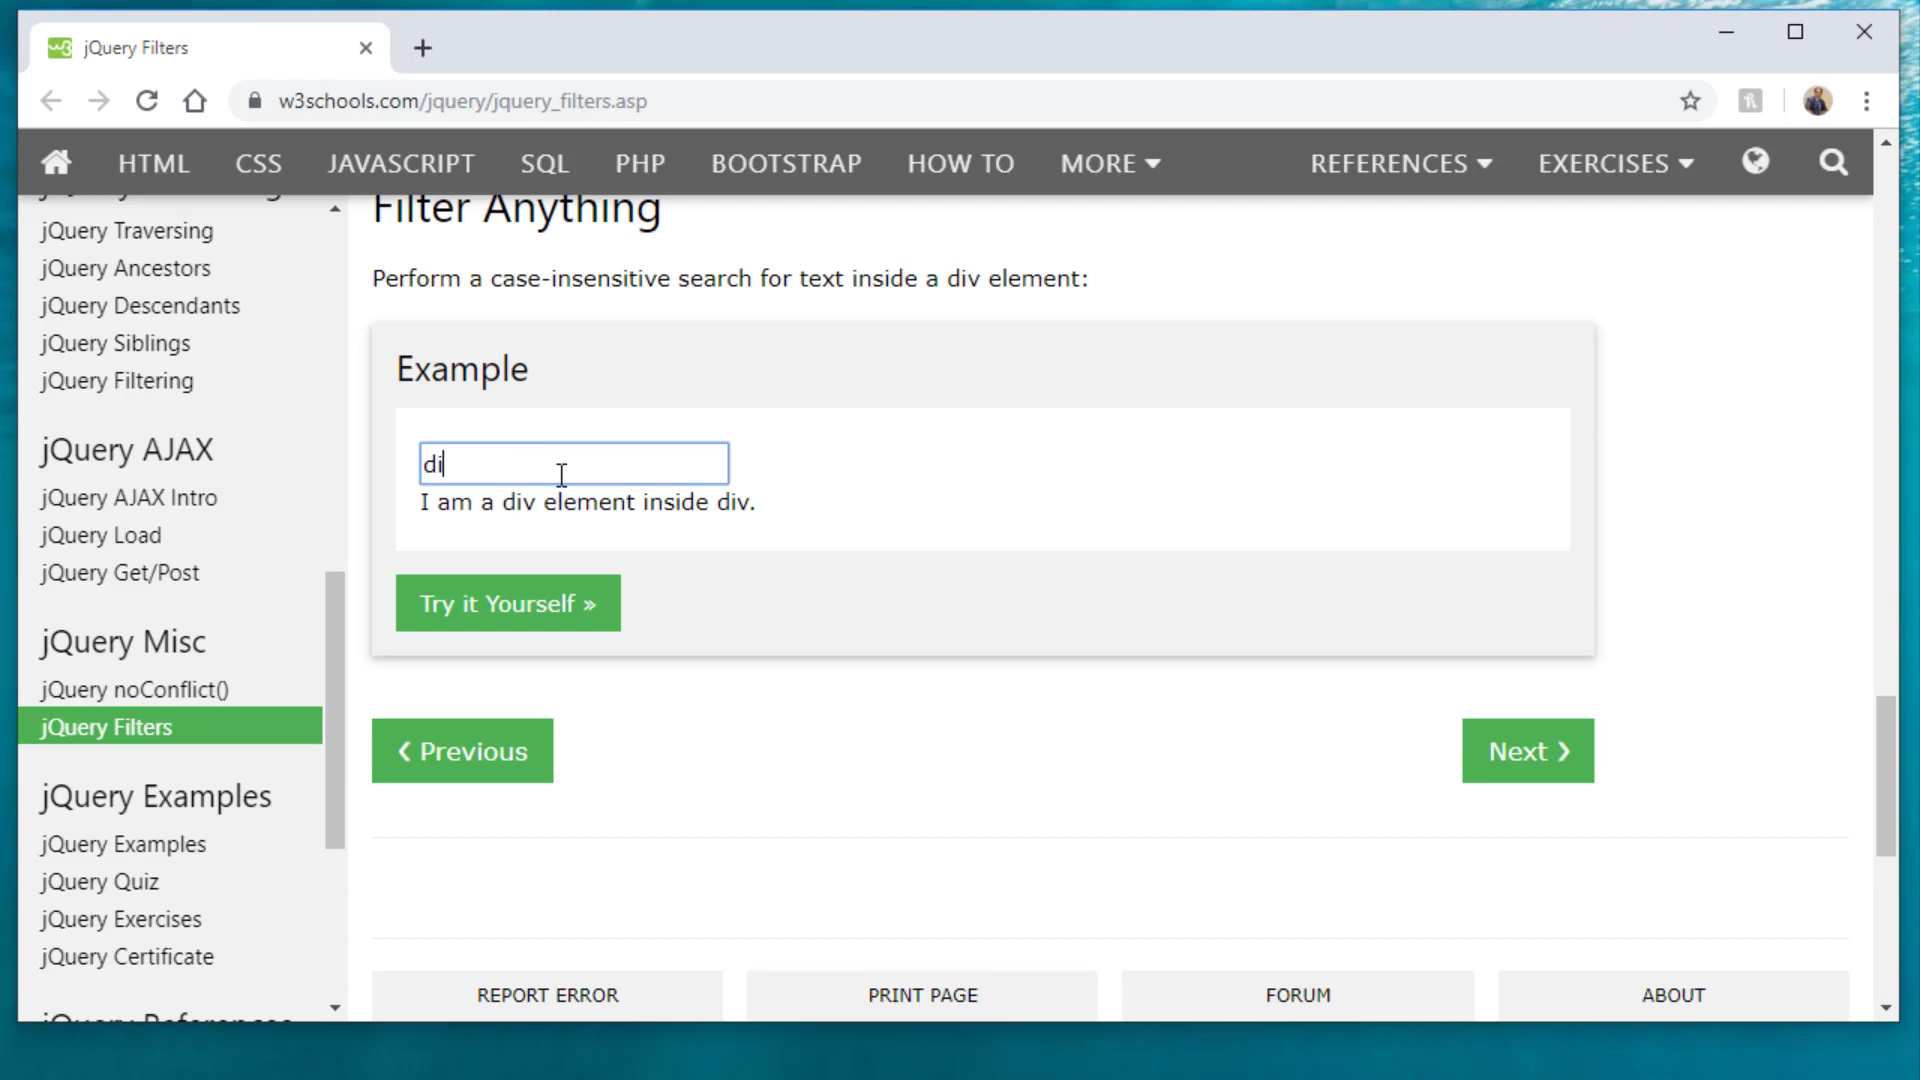 jQuery Filters
w3schools.com/jquery/jquery_filters.asp
HTML CSS JAVASCRIPT SQL PHP BOOTSTRAP HOW TO MORE REFERENCES EXERCISES
jQuery Traversing
jQuery Ancestors
jQuery Descendants
jQuery Siblings
jQuery Filtering
jQuery AJAX
jQuery AJAX Intro
jQuery Load
jQuery Get/Post
jQuery Misc
jQuery noConflict()
jQuery Filters
jQuery Examples
jQuery Examples
jQuery Quiz
jQuery Exercises
jQuery Certificate
jQuery References
Filter Anything
Perform a case-insensitive search for text inside a div element:
Example
di
I am a div element inside div.
Try it Yourself »
❮ Previous
Next ❯
REPORT ERROR
PRINT PAGE
FORUM
ABOUT